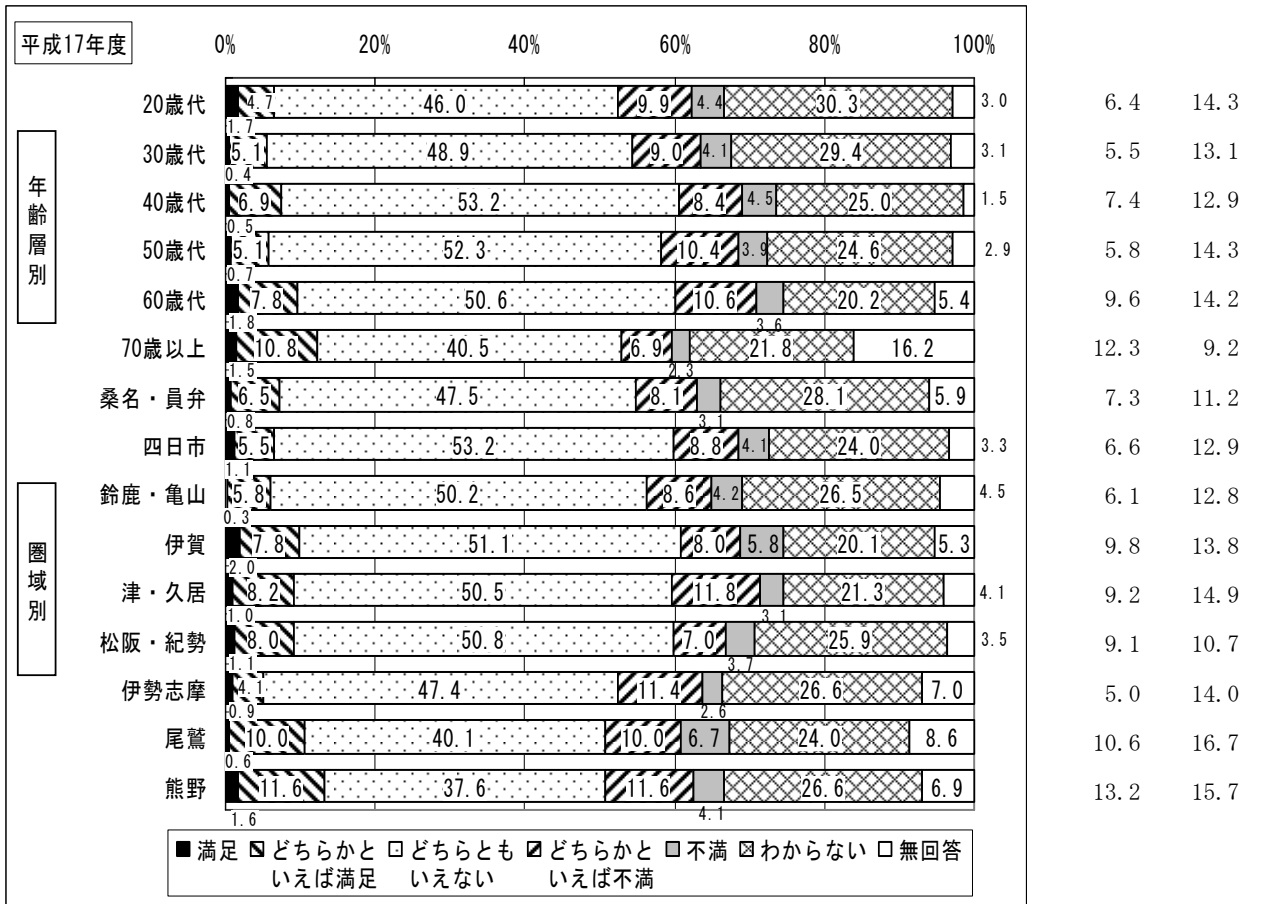 平成17年度
0% 20% 40% 60% 80% 100%
年齢層別
20歳代 4.7 46.0 9.9 4.4 30.3 3.0 6.4 14.3
1.7
30歳代 5.1 48.9 9.0 4.1 29.4 3.1 5.5 13.1
0.4
40歳代 6.9 53.2 8.4 4.5 25.0 1.5 7.4 12.9
0.5
50歳代 5.1 52.3 10.4 3.9 24.6 2.9 5.8 14.3
0.7
60歳代 7.8 50.6 10.6 20.2 5.4 9.6 14.2
1.8 3.6
70歳以上 10.8 40.5 6.9 21.8 16.2 12.3 9.2
1.5 2.3
圏域別
桑名・員弁 6.5 47.5 8.1 28.1 5.9 7.3 11.2
0.8 3.1
四日市 5.5 53.2 8.8 4.1 24.0 3.3 6.6 12.9
1.1
鈴鹿・亀山 5.8 50.2 8.6 4.2 26.5 4.5 6.1 12.8
0.3
伊賀 7.8 51.1 8.0 5.8 20.1 5.3 9.8 13.8
2.0
津・久居 8.2 50.5 11.8 21.3 4.1 9.2 14.9
1.0 3.1
松阪・紀勢 8.0 50.8 7.0 25.9 3.5 9.1 10.7
1.1 3.7
伊勢志摩 4.1 47.4 11.4 26.6 7.0 5.0 14.0
0.9 2.6
尾鷲 10.0 40.1 10.0 6.7 24.0 8.6 10.6 16.7
0.6
熊野 11.6 37.6 11.6 26.6 6.9 13.2 15.7
1.6 4.1
満足 どちらかと どちらとも どちらかと 不満 わからない 無回答
いえば満足 いえない いえば不満